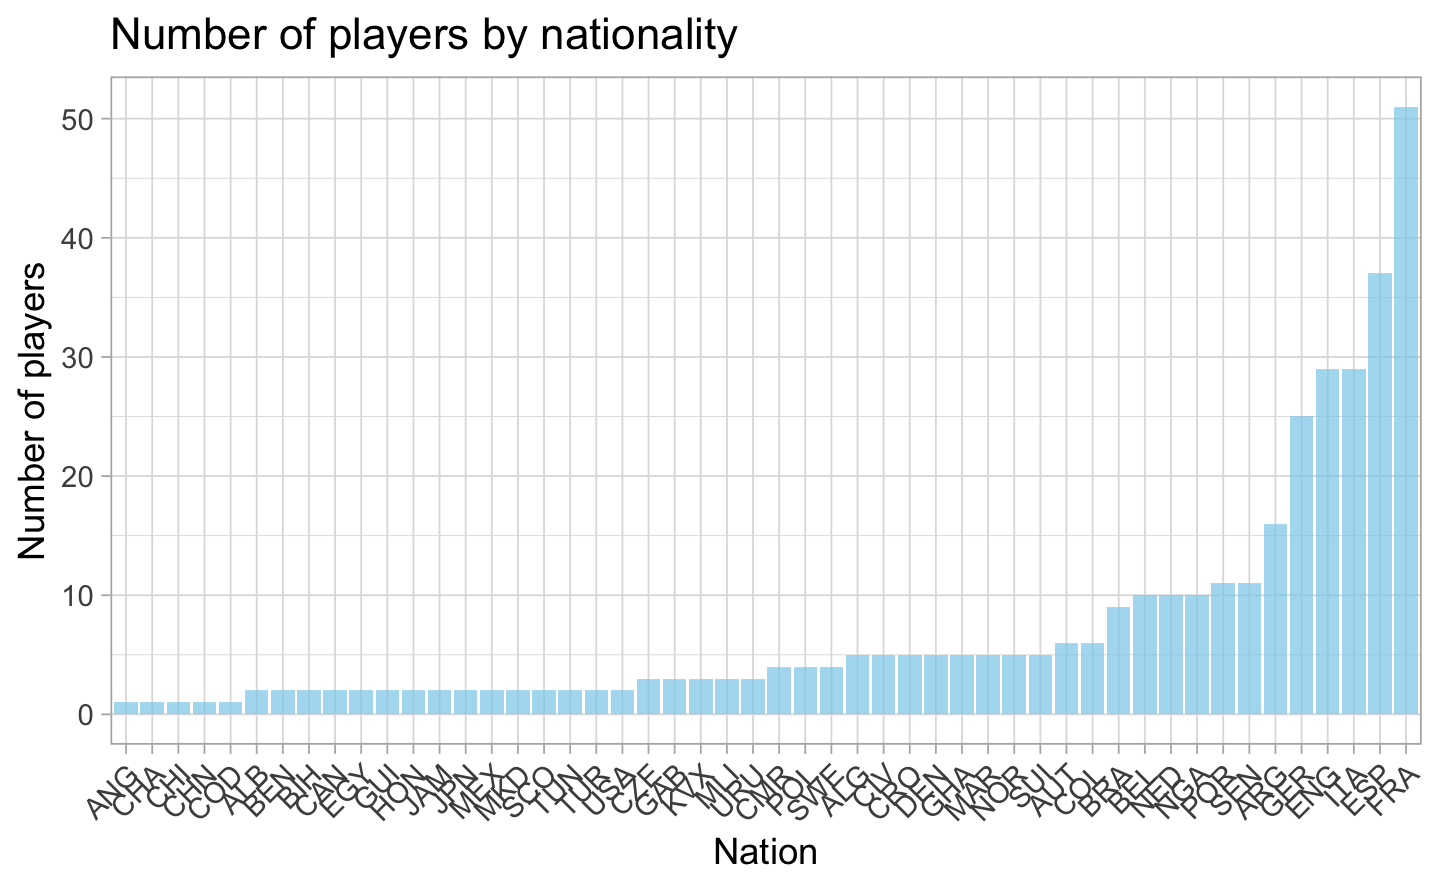 Number of players by nationality
Number of players
50
40
30
20
10
0
ANG CHA CHI CHN COD ALB BEN BIH CAN EGY GUI HON JAM JPN MEX MKD SCO TUN TUR USA CZE GAB KVX MLI URU CMR POL SWE ALG CIV CRO DEN GHA MAR NOR SUI AUT COL BRA BEL NED NGA POR SEN ARG GER ENG ITA ESP FRA
Nation